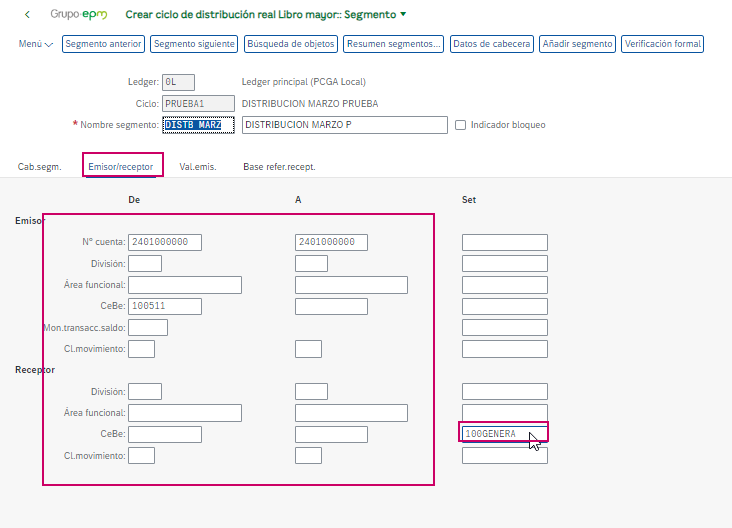 Grupo·epm Crear ciclo de distribución real Libro mayor:: Segmento
Menú Segmento anterior Segmento siguiente Búsqueda de objetos Resumen segmentos... Datos de cabecera Añadir segmento Verificación formal
Ledger: 0L Ledger principal (PCGA Local)
Ciclo: PRUEBA1 DISTRIBUCION MARZO PRUEBA
* Nombre segmento: DISTB MARZ DISTRIBUCION MARZO P Indicador bloqueo
Cab.segm. Emisor/receptor Val.emis. Base refer.recept.
De A Set
Emisor
Nº cuenta: 2401000000 2401000000
División:
Área funcional:
CeBe: 100511
Mon.transacc.saldo:
Cl.movimiento:
Receptor
División:
Área funcional:
CeBe: 100GENERA
Cl.movimiento: